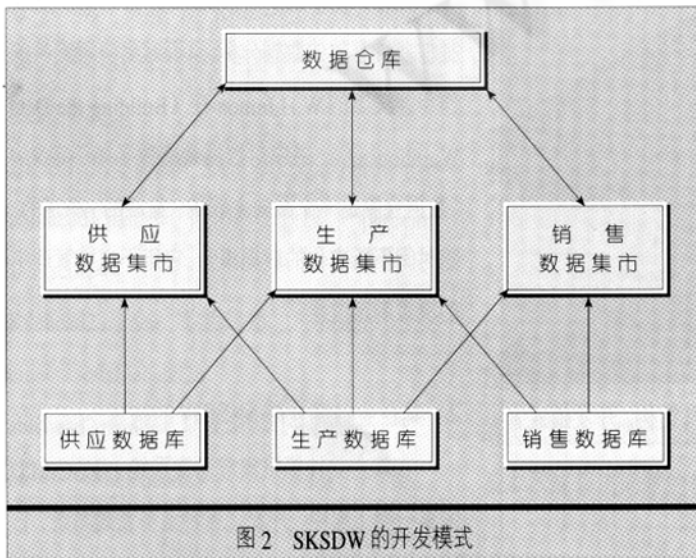 数据仓库
供应
数据集市
生产
数据集市
销售
数据集市
供应数据库
生产数据库
销售数据库
图2 SKSDW的开发模式